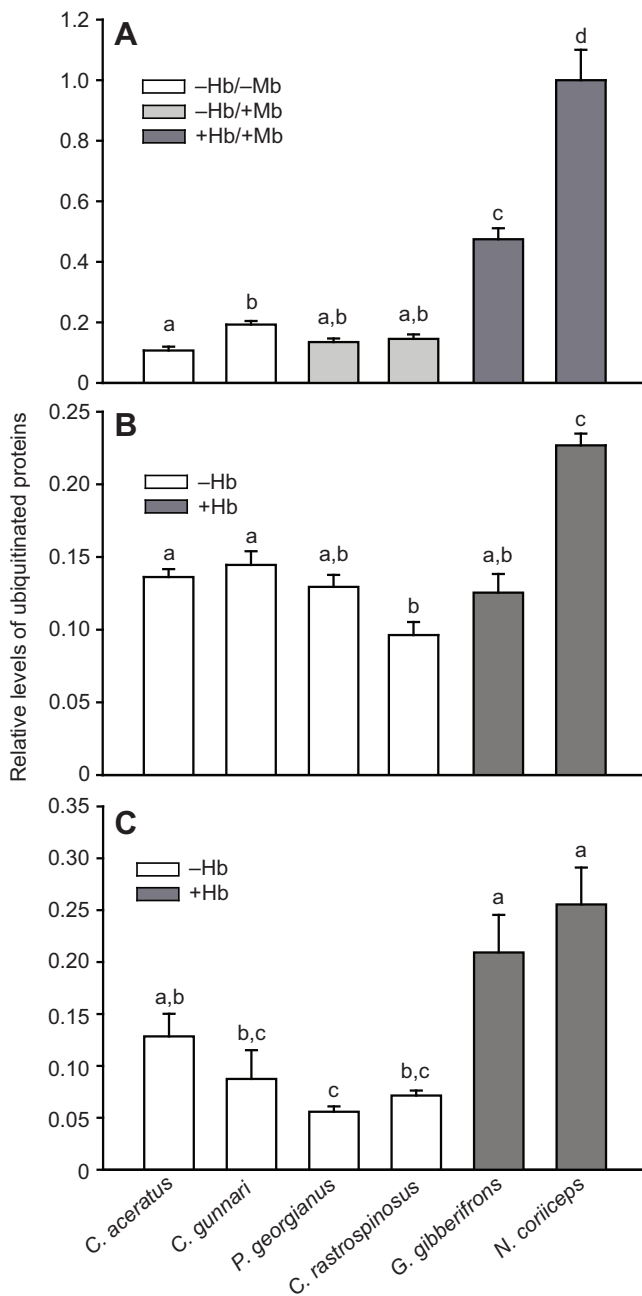 Relative levels of ubiquitinated proteins
A
1.2
1.0
0.8
0.6
0.4
0.2
0
–Hb/–Mb
–Hb/+Mb
+Hb/+Mb
a
b
a,b
a,b
c
d
B
0.25
0.20
0.15
0.10
0.05
0
–Hb
+Hb
a
a
a,b
b
a,b
c
C
0.35
0.30
0.25
0.20
0.15
0.10
0.05
0
–Hb
+Hb
a,b
b,c
c
b,c
a
a
C. aceratus
C. gunnari
P. georgianus
C. rastrospinosus
G. gibberifrons
N. coriiceps